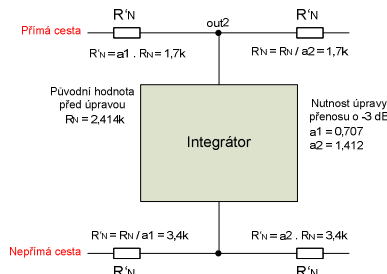 R'N
R'N
out2
Přímá cesta
R'N = a1 . RN = 1,7k
R'N = RN / a2 = 1,7k
Původní hodnota
před úpravou
RN = 2,414k
Integrátor
Nutnost úpravy
přenosu o -3 dB
a1 = 0,707
a2 = 1,412
R'N = RN / a1 = 3,4k
R'N = a2 . RN = 3,4k
Nepřímá cesta
R'N
R'N